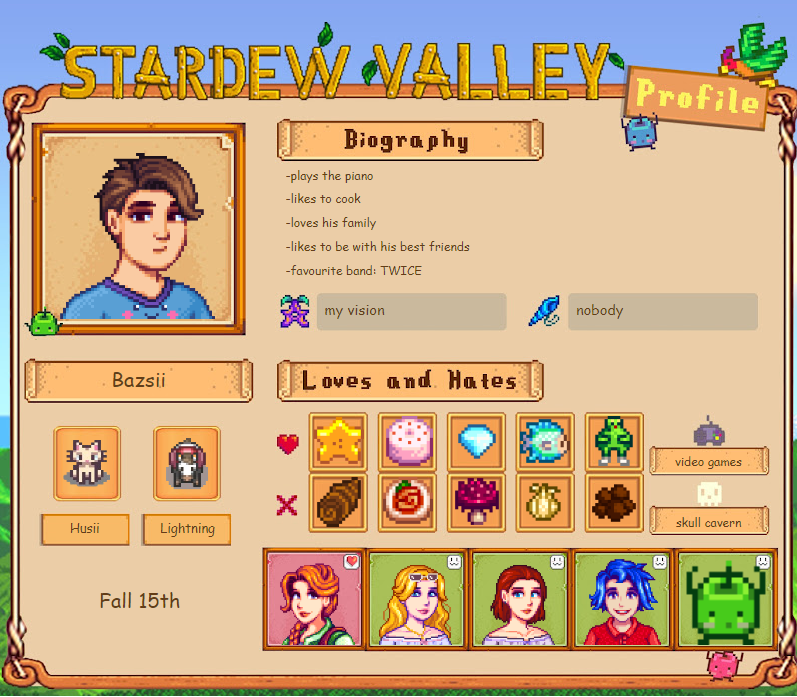 STARDEW VALLEY
Profile
Biography
-plays the piano
-likes to cook
-loves his family
-likes to be with his best friends
-favourite band: TWICE
my vision
nobody
Bazsii
Loves and Hates
video games
skull cavern
Husii
Lightning
Fall 15th